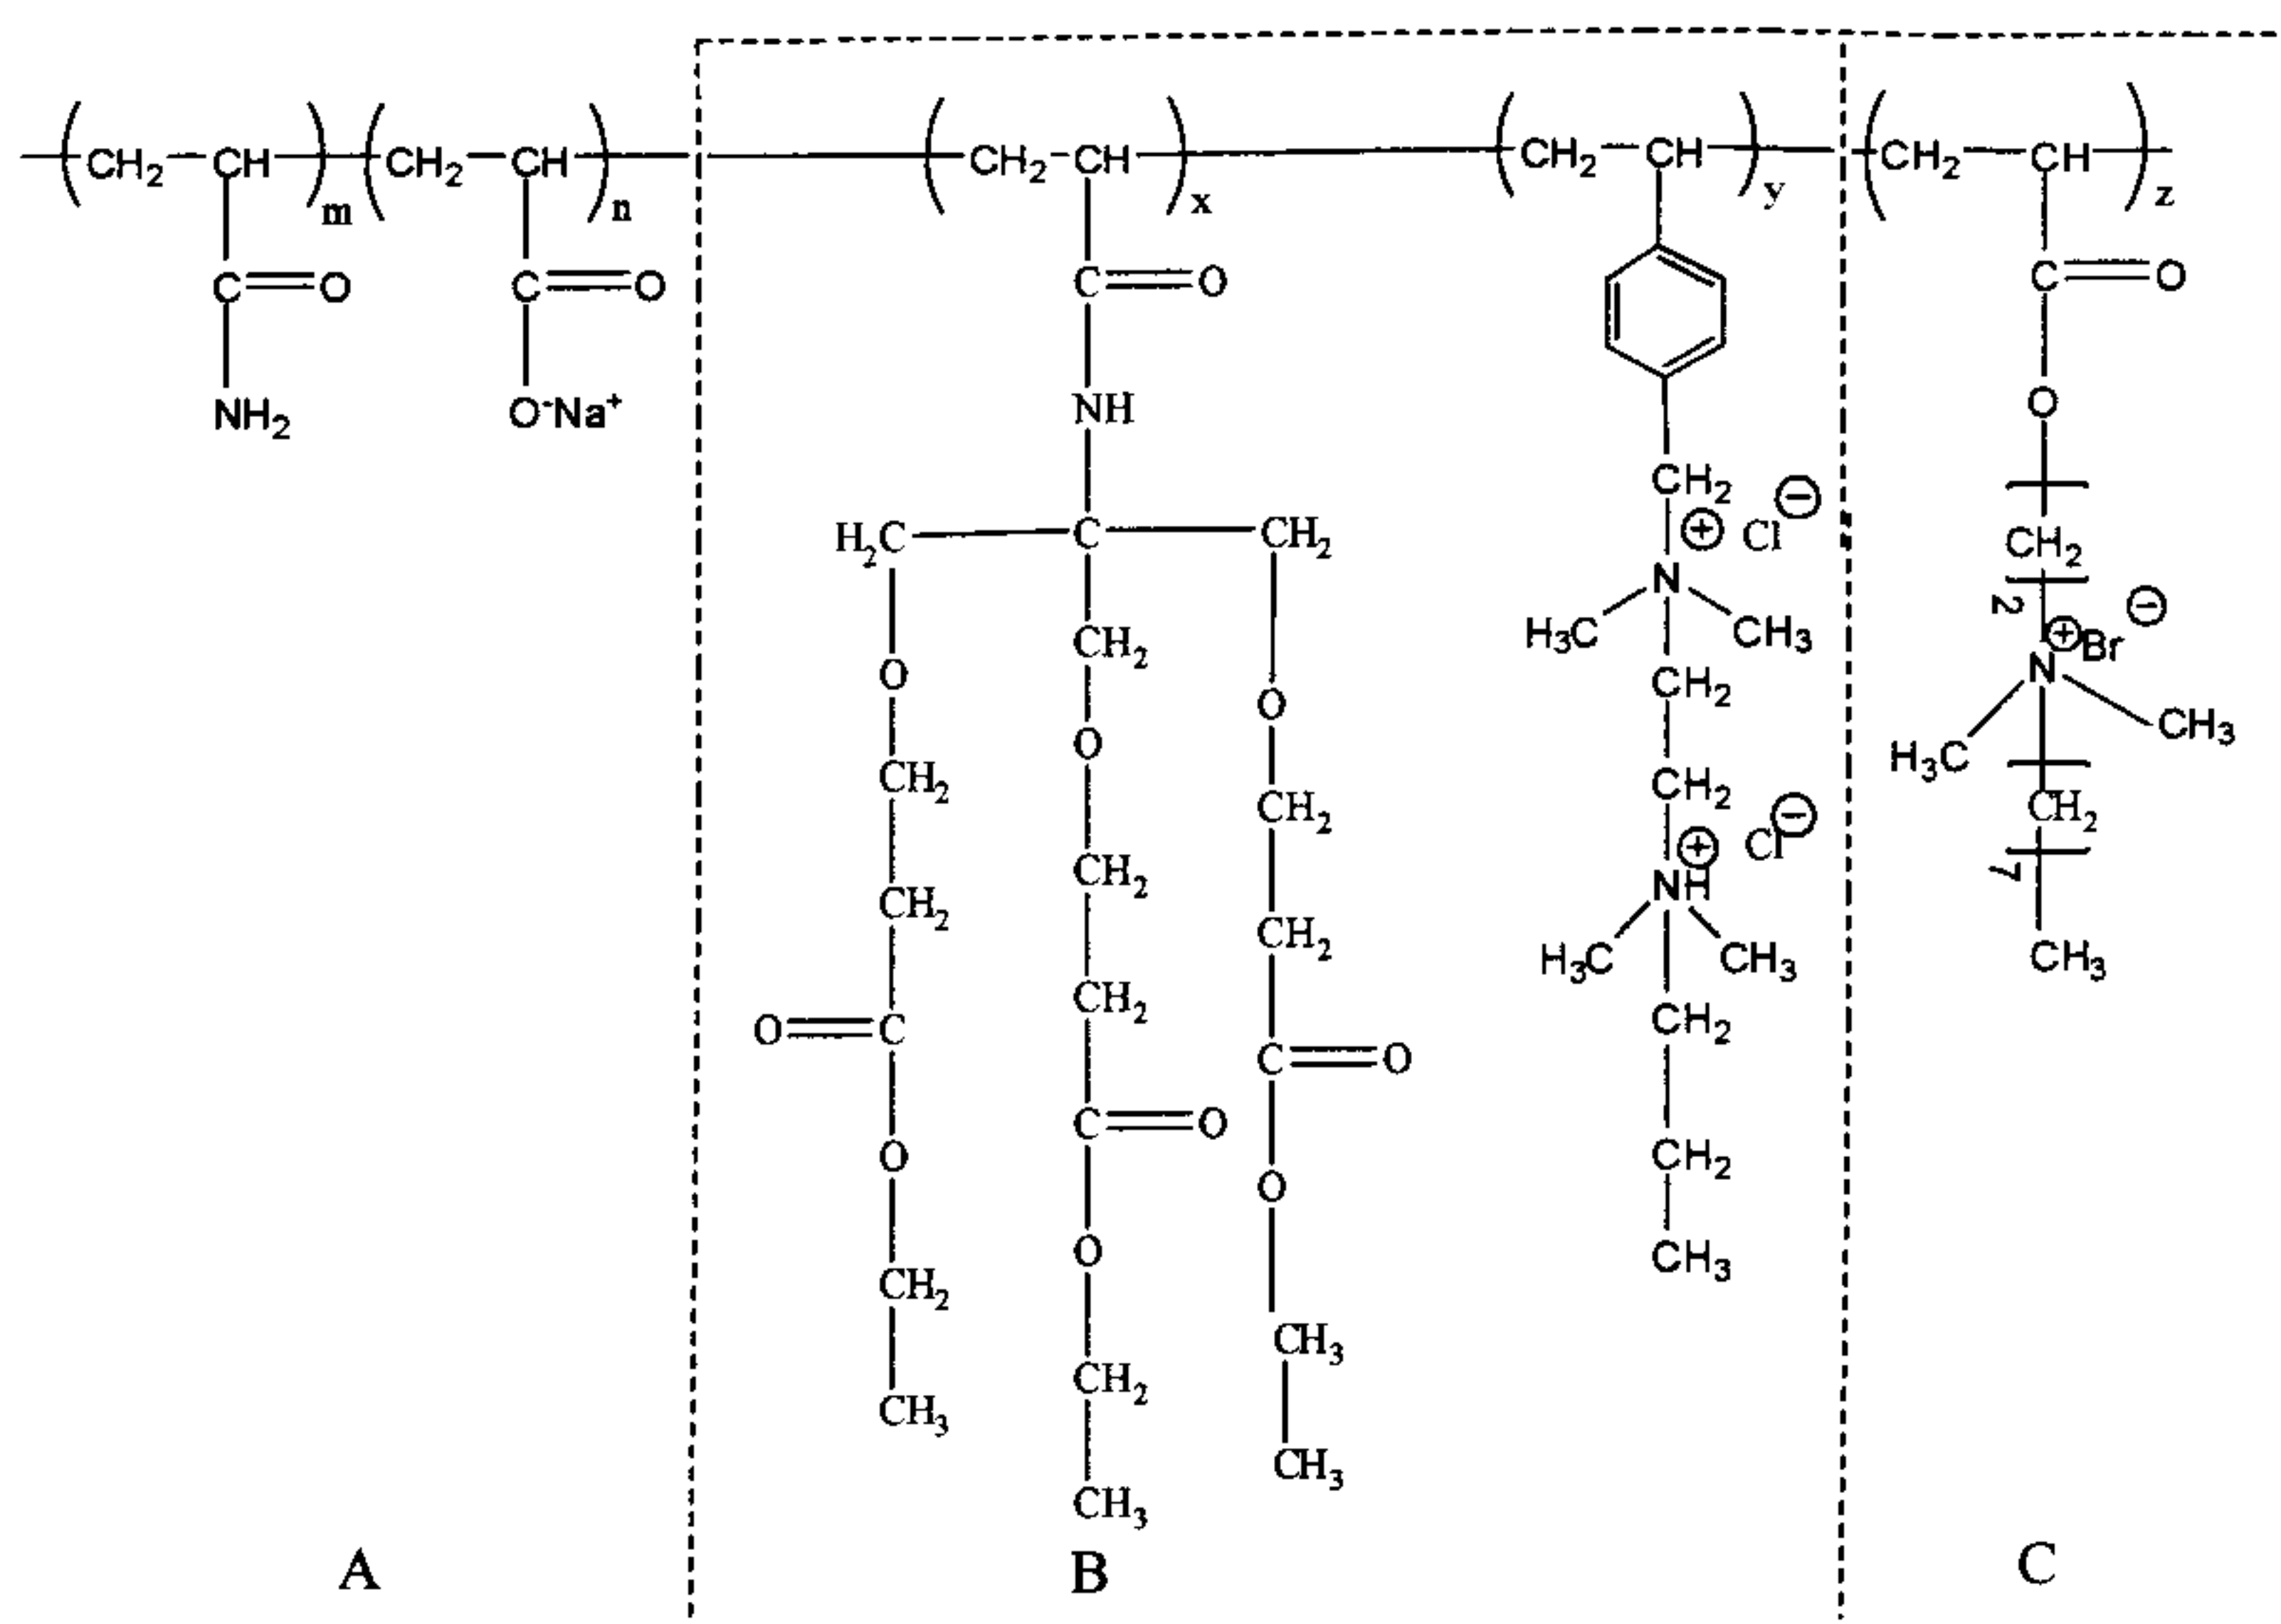 (CH₂—CH)m(CH₂—CH)n (CH₂—CH)x (CH₂—CH)y (CH₂—CH)z
C=O C=O C=O C=O
NH₂ O⁻Na⁺ NH O
CH₂ ⊖
H₂C C CH₂ ⊕ Cl CH₂
N 2 ⊖
H₃C CH₃
O CH₂ ⊕ Br
O CH₂ N
O CH₃
CH₂ CH₂ CH₂ H₃C
CH₂ ⊕ Cl ⊖ CH₂
CH₂ CH₂ NH 7
CH₂ H₃C CH₃ CH₃
O=C CH₂ C=O CH₂
C=O
O O CH₂
CH₂ O CH₃
CH₃ CH₂ CH₃
CH₃ CH₃
A B C